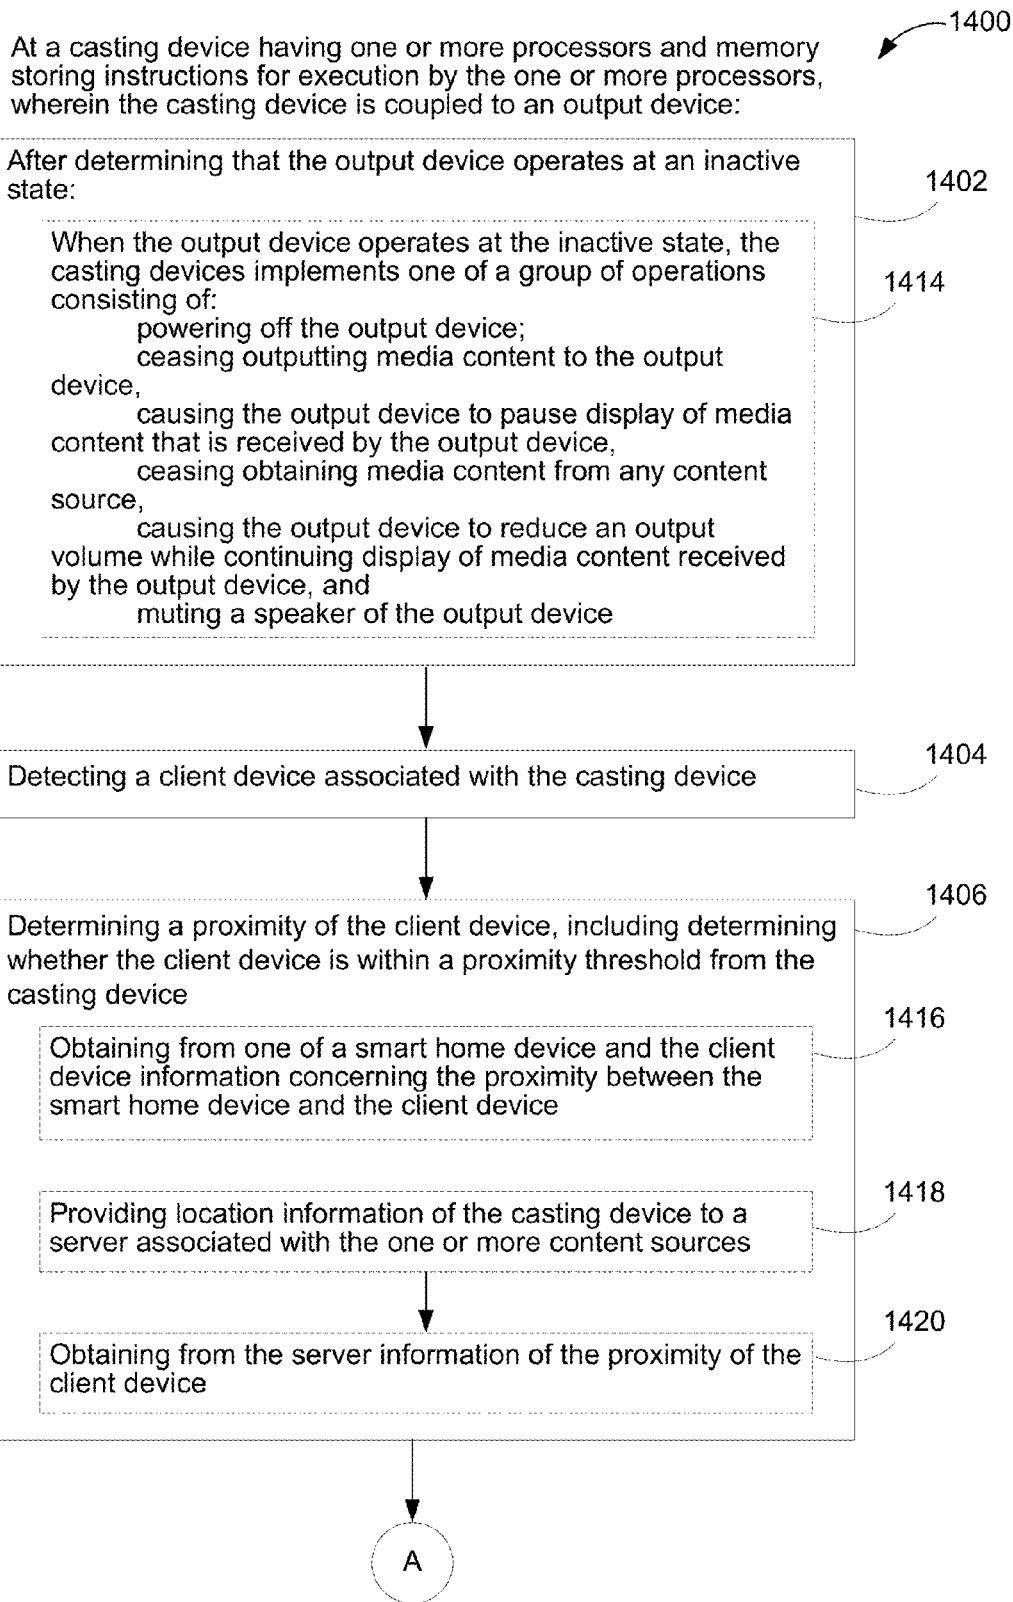 1400
At a casting device having one or more processors and memory
storing instructions for execution by the one or more processors,
wherein the casting device is coupled to an output device:
After determining that the output device operates at an inactive
state:
1402
When the output device operates at the inactive state, the
casting devices implements one of a group of operations
consisting of:
1414
powering off the output device;
ceasing outputting media content to the output
device,
causing the output device to pause display of media
content that is received by the output device,
ceasing obtaining media content from any content
source,
causing the output device to reduce an output
volume while continuing display of media content received
by the output device, and
muting a speaker of the output device
Detecting a client device associated with the casting device
1404
Determining a proximity of the client device, including determining
whether the client device is within a proximity threshold from the
casting device
1406
Obtaining from one of a smart home device and the client
device information concerning the proximity between the
smart home device and the client device
1416
Providing location information of the casting device to a
server associated with the one or more content sources
1418
Obtaining from the server information of the proximity of the
client device
1420
A